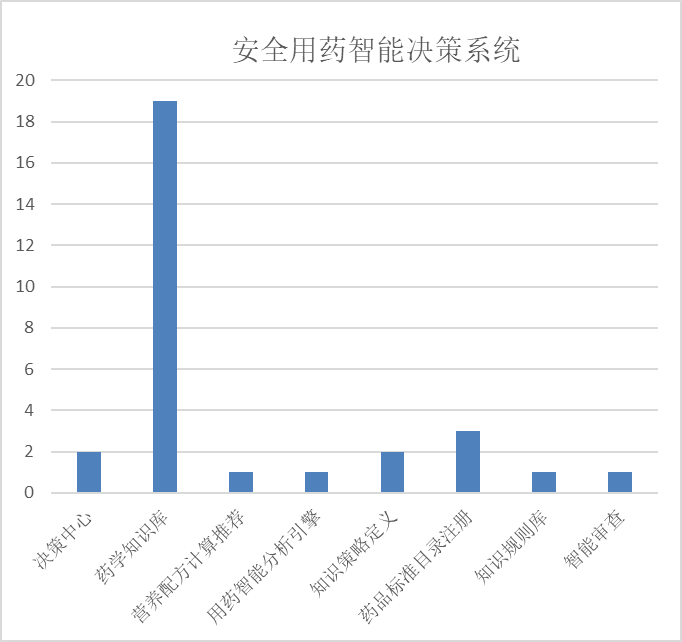 安全用药智能决策系统
20
18
16
14
12
10
8
6
4
2
0
决策中心
药学知识库
营养配方计算推荐
用药智能分析引擎
知识策略定义
药品标准目录注册
知识规则库
智能审查